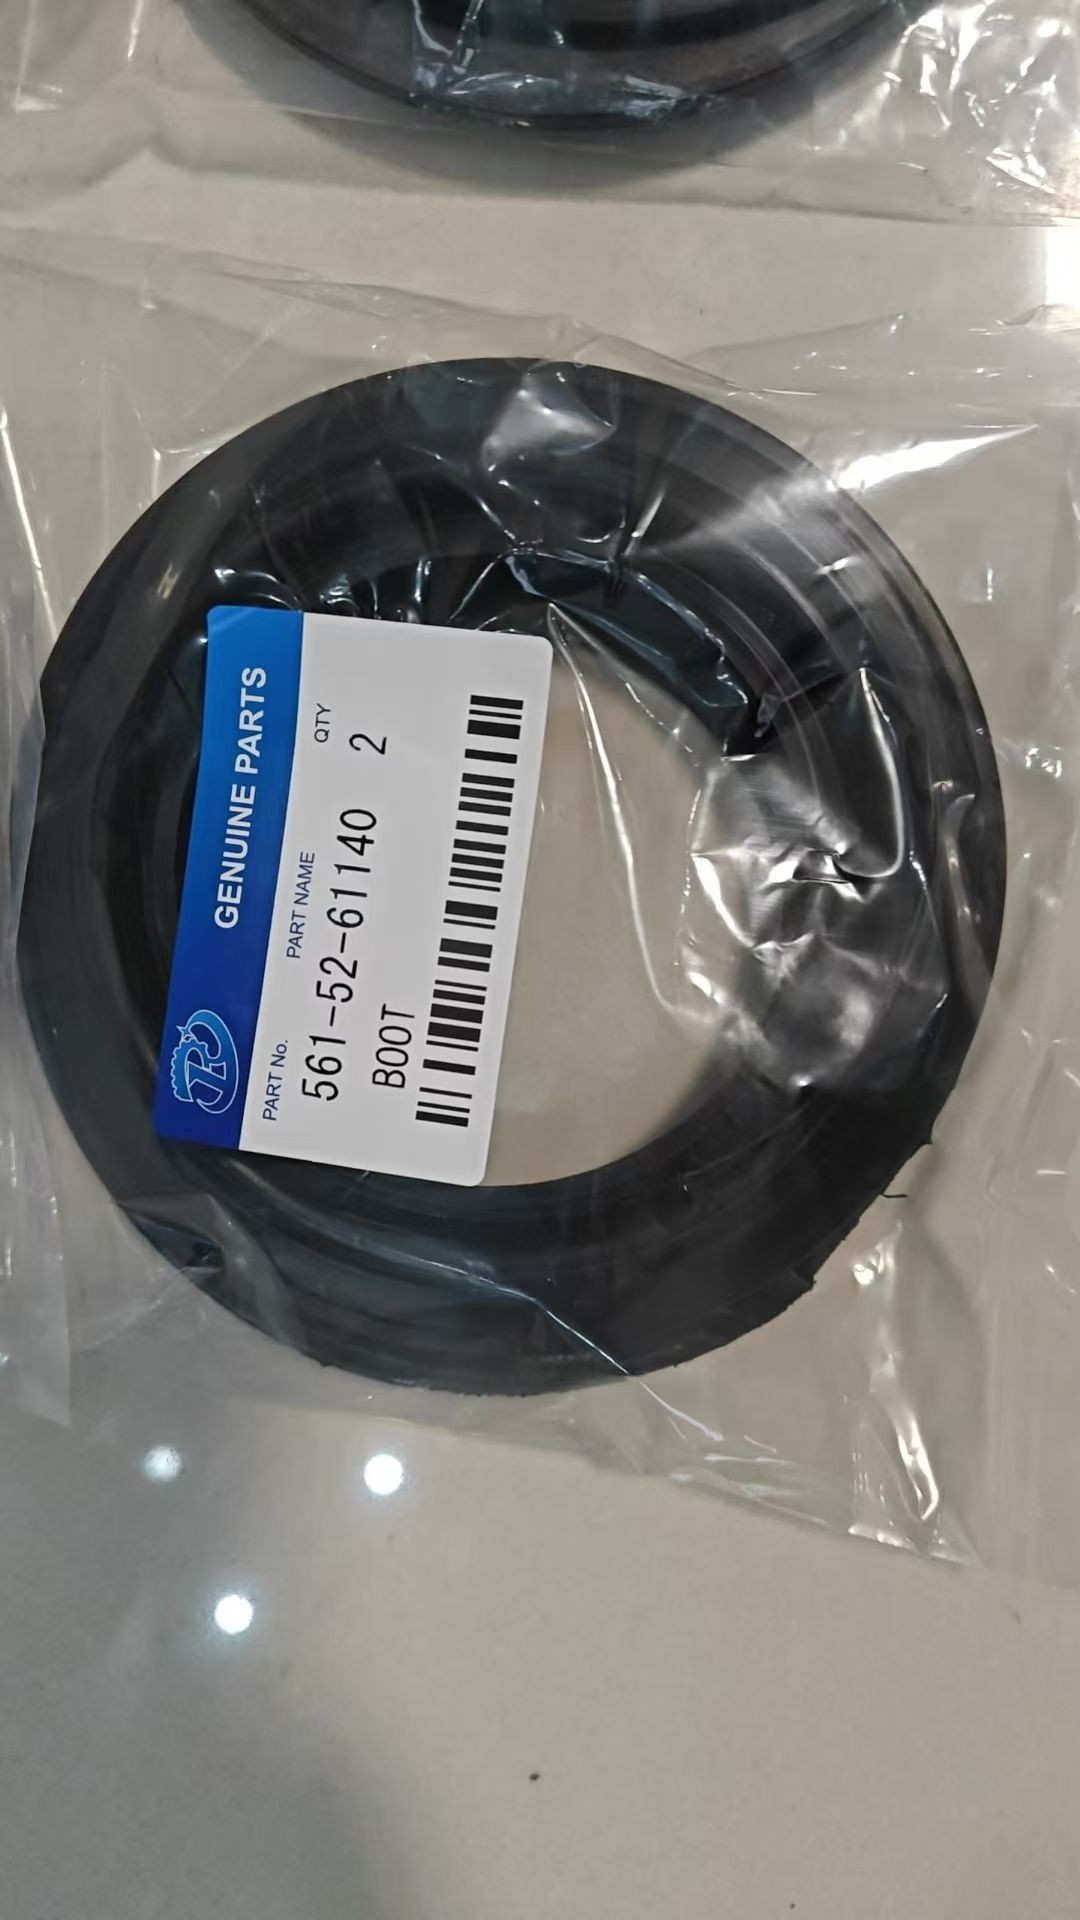 GENUINE PARTS
PART No. PART NAME QTY
561-52-61140 2
BOOT